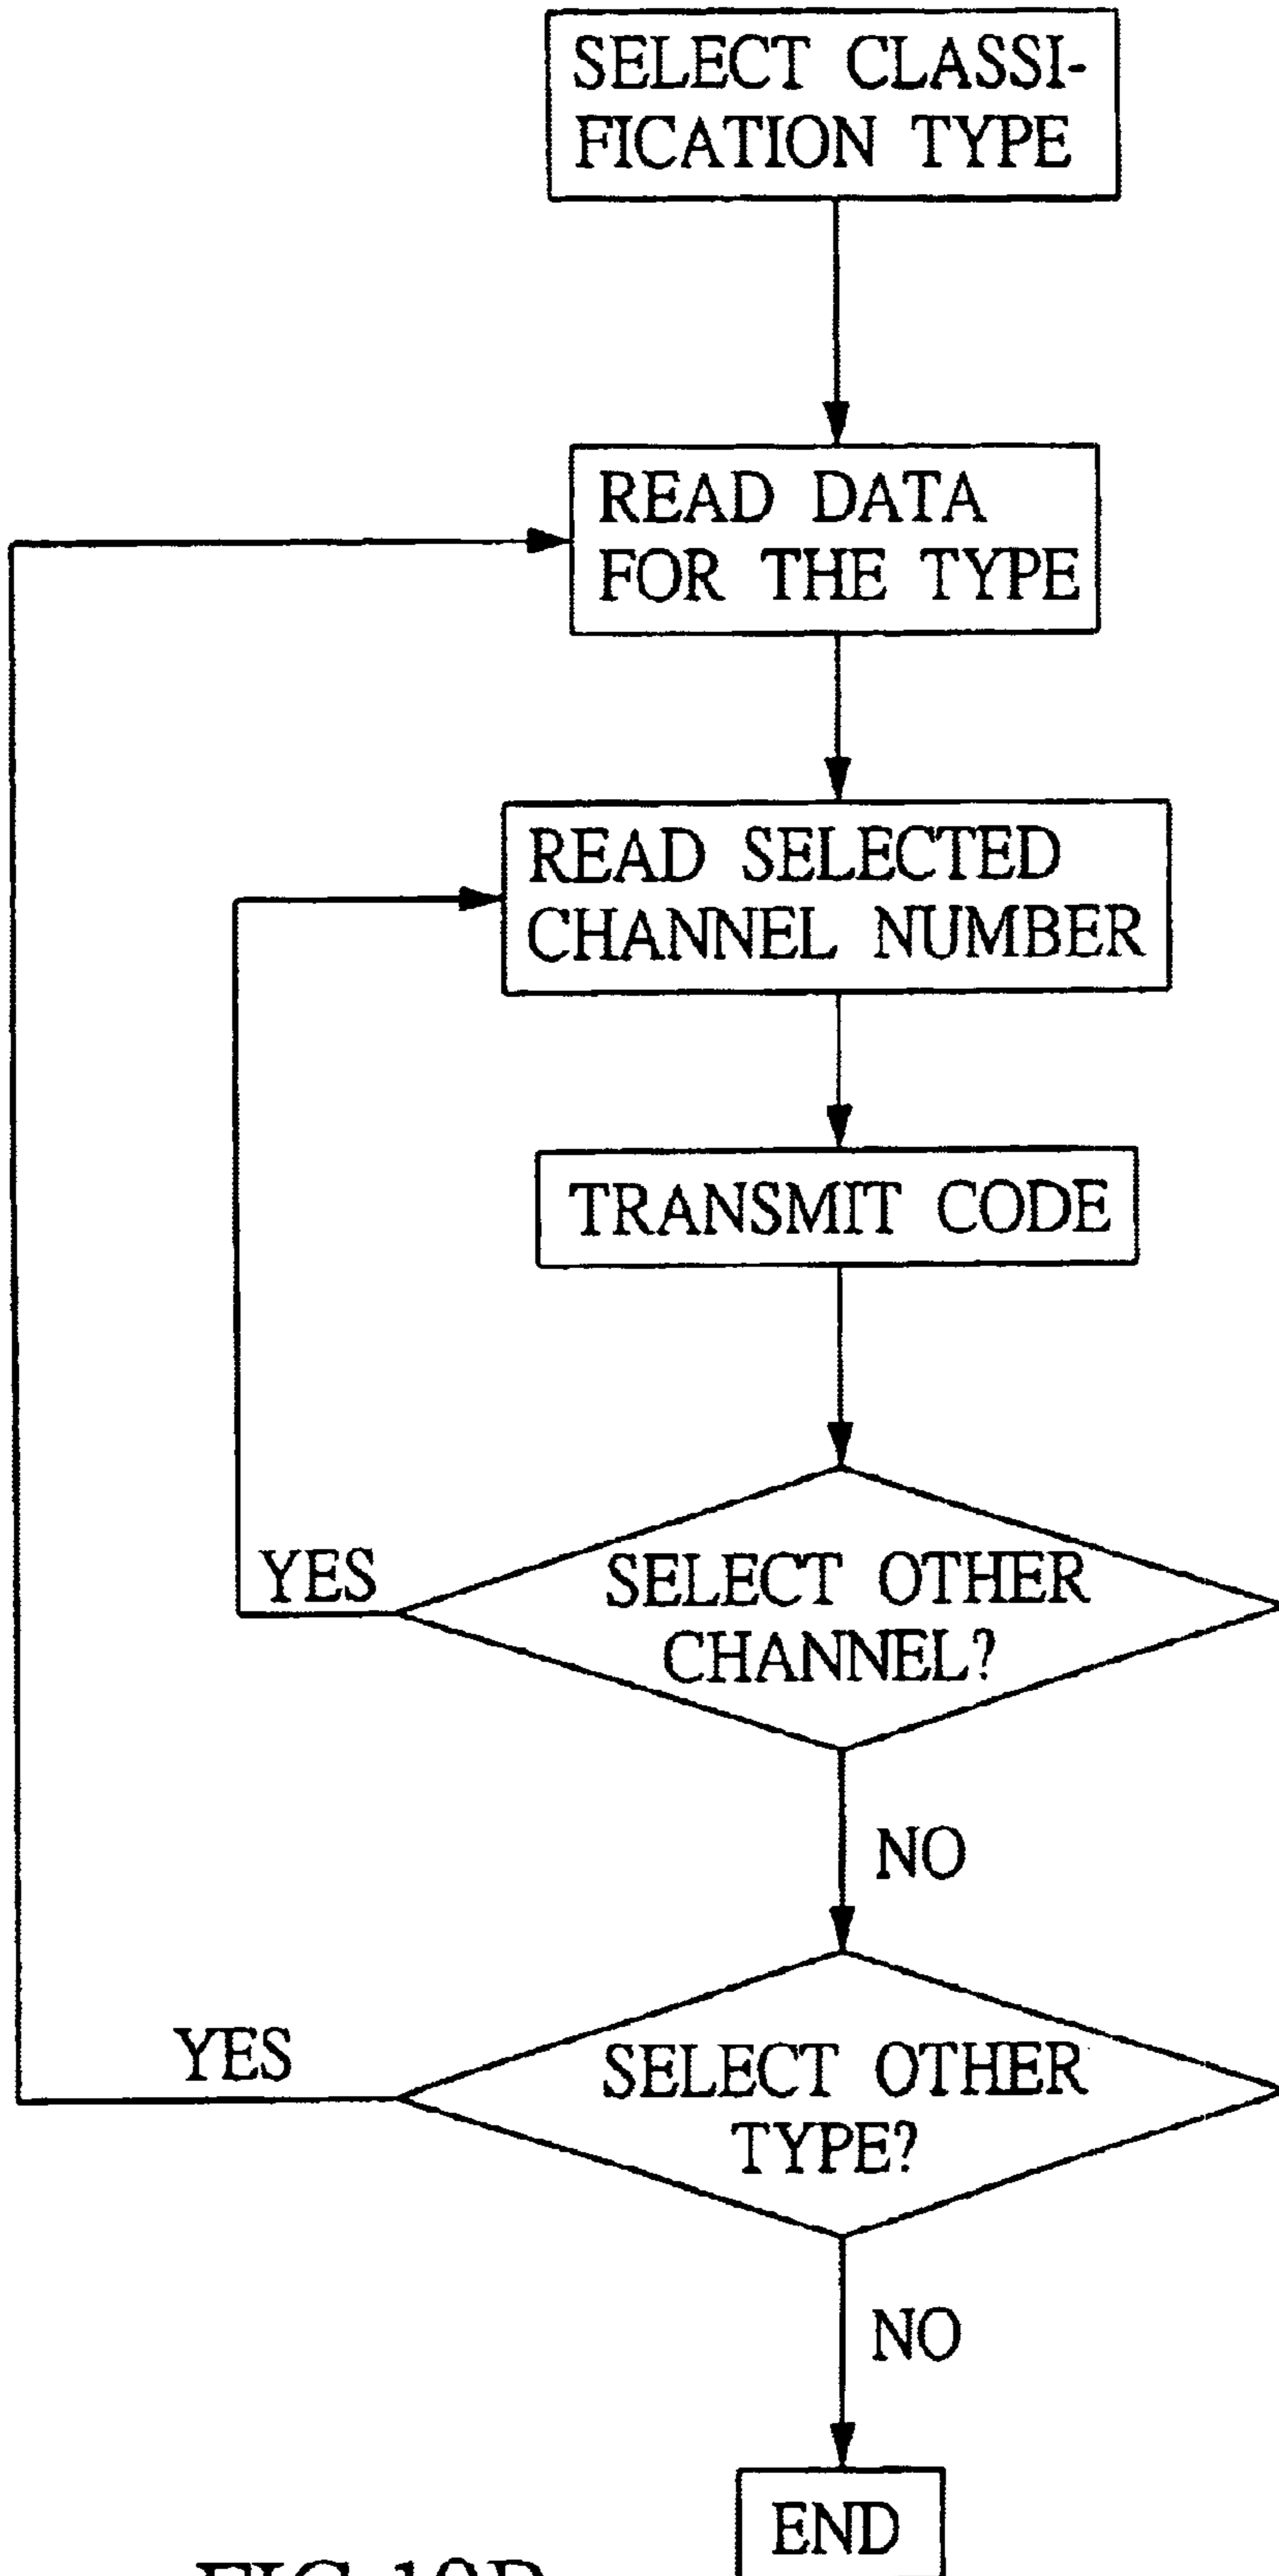 SELECT CLASSI-
FICATION TYPE
READ DATA
FOR THE TYPE
READ SELECTED
CHANNEL NUMBER
TRANSMIT CODE
SELECT OTHER
CHANNEL?
YES
NO
SELECT OTHER
TYPE?
YES
NO
END